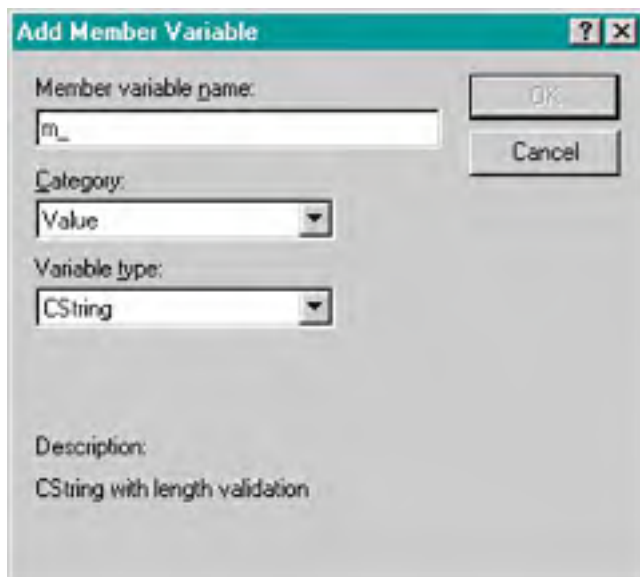 Add Member Variable
Member variable name:
m_
OK
Cancel
Category:
Value
Variable type:
CString
Description:
CString with length validation